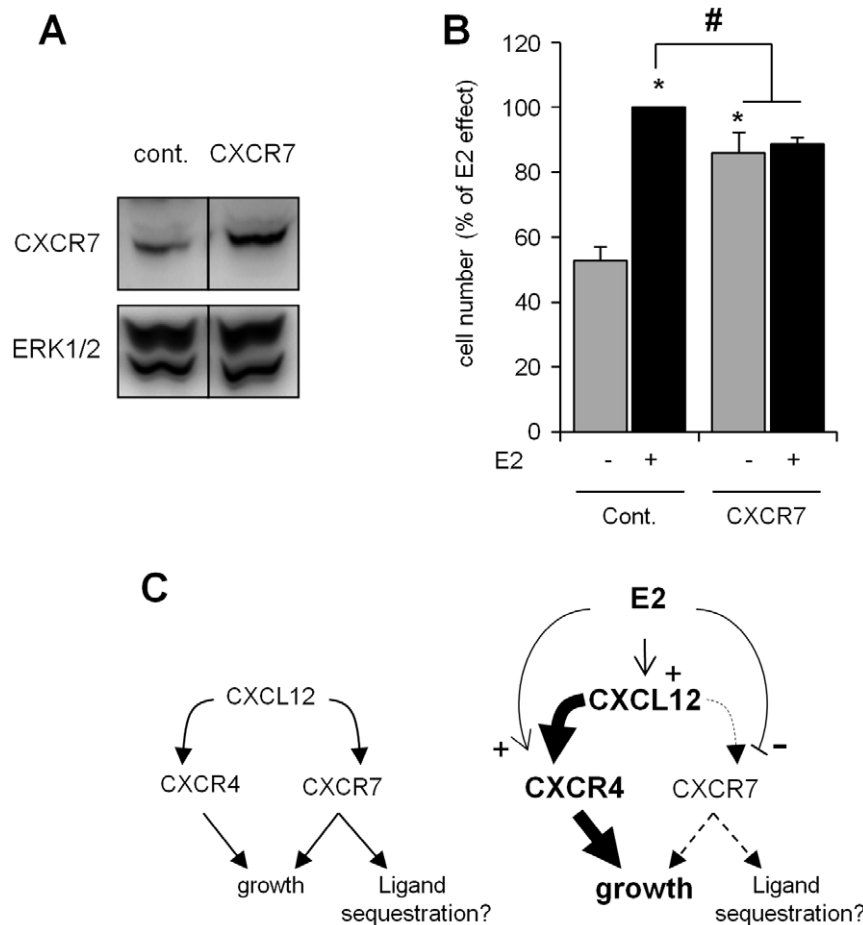 A
cont. CXCR7
CXCR7
ERK1/2
B
#
120
100
80
60
40
20
0
cell number (% of E2 effect)
*
*
E2 - + - +
Cont. CXCR7
C
CXCL12
CXCR4 CXCR7
growth Ligand
sequestration?
E2
+
CXCL12
+ -
CXCR4 CXCR7
growth Ligand
sequestration?